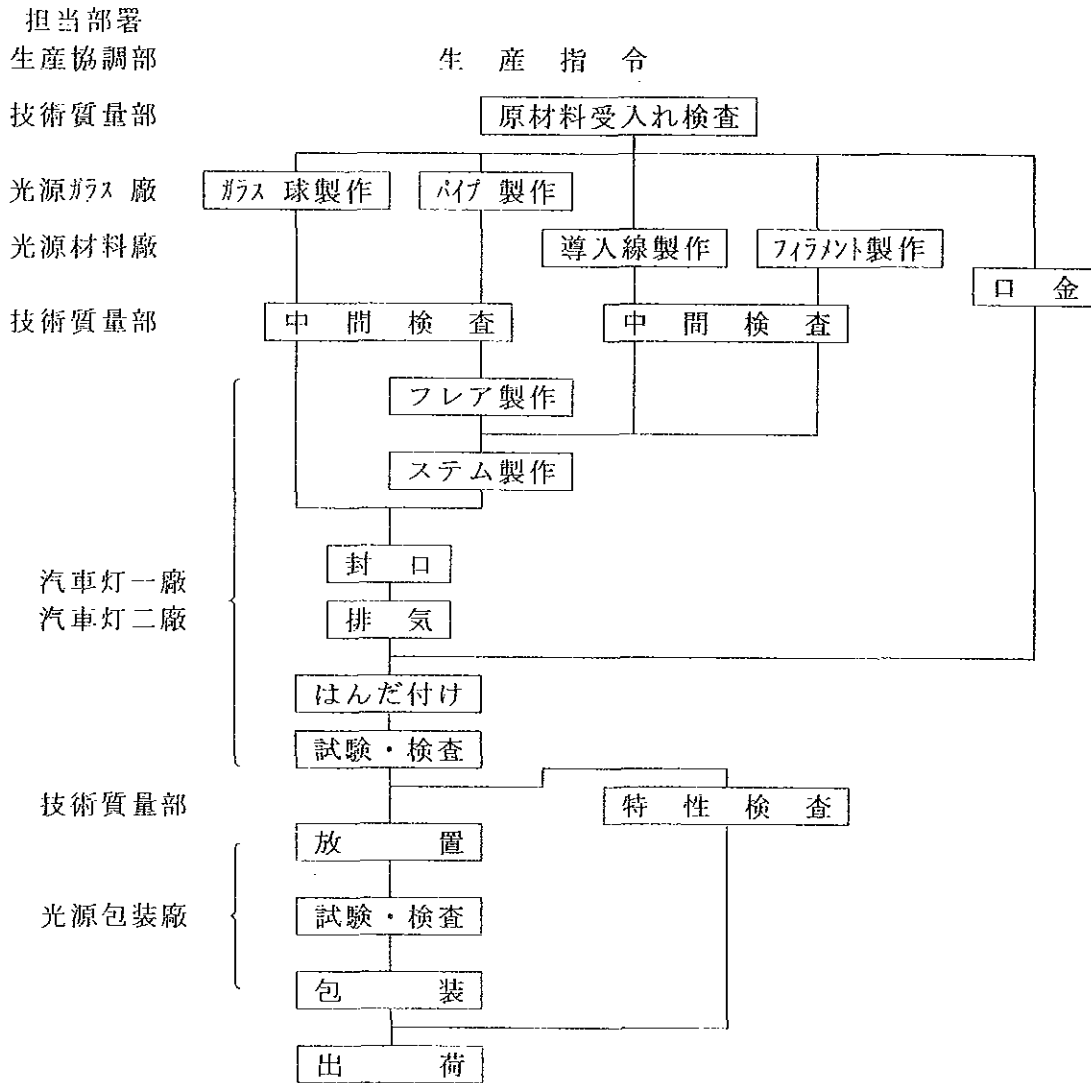 担当部署
生産協調部 生産指令
技術質量部 原材料受入れ検査
光源ガラス廠 ガラス球製作 パイプ製作
光源材料廠 導入線製作 フィラメント製作
口金
技術質量部 中間検査 中間検査
フレア製作
ステム製作
封口
汽車灯一廠
汽車灯二廠 排気
はんだ付け
試験・検査
技術質量部 特性検査
放置
光源包装廠 試験・検査
包装
出荷